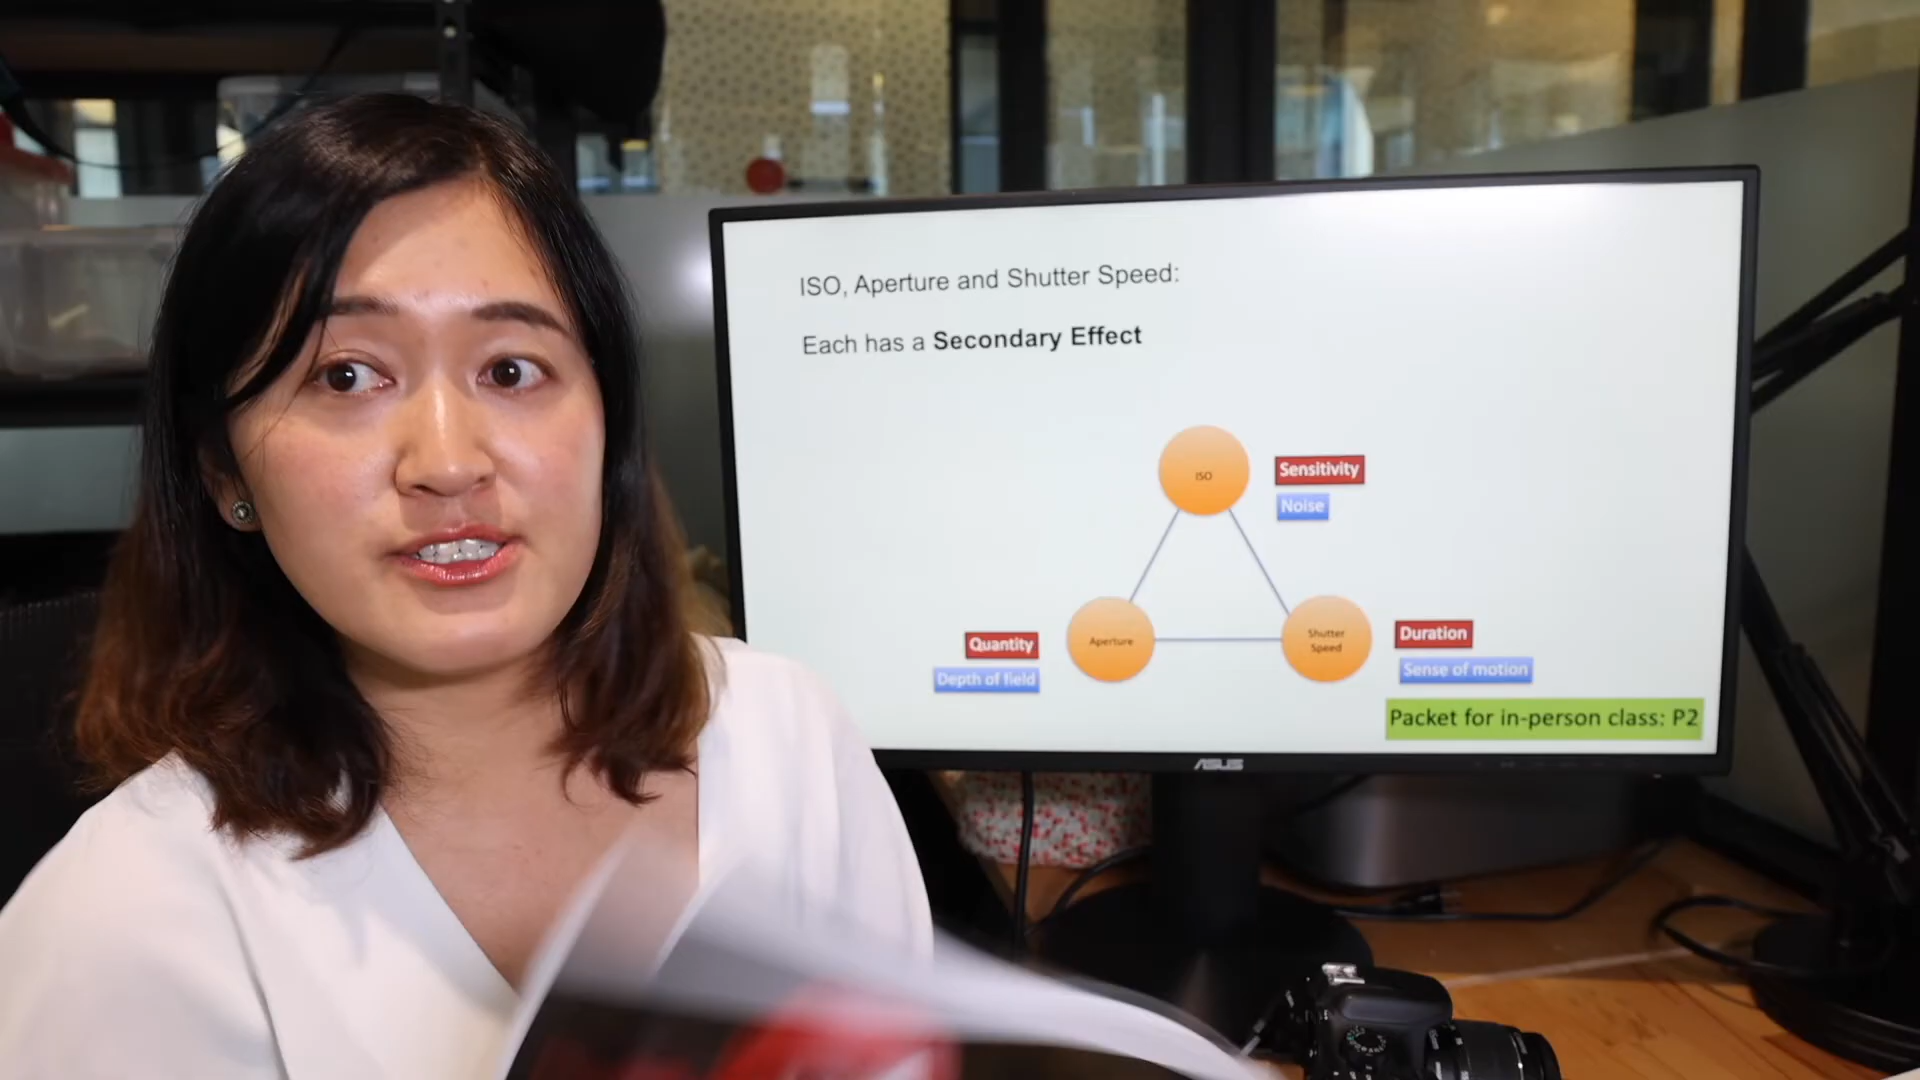 ISO, Aperture and Shutter Speed:
Each has a Secondary Effect
ISO
Sensitivity
Noise
Quantity
Depth of field
Aperture
Shutter
Speed
Duration
Sense of motion
Packet for in-person class: P2
ASUS